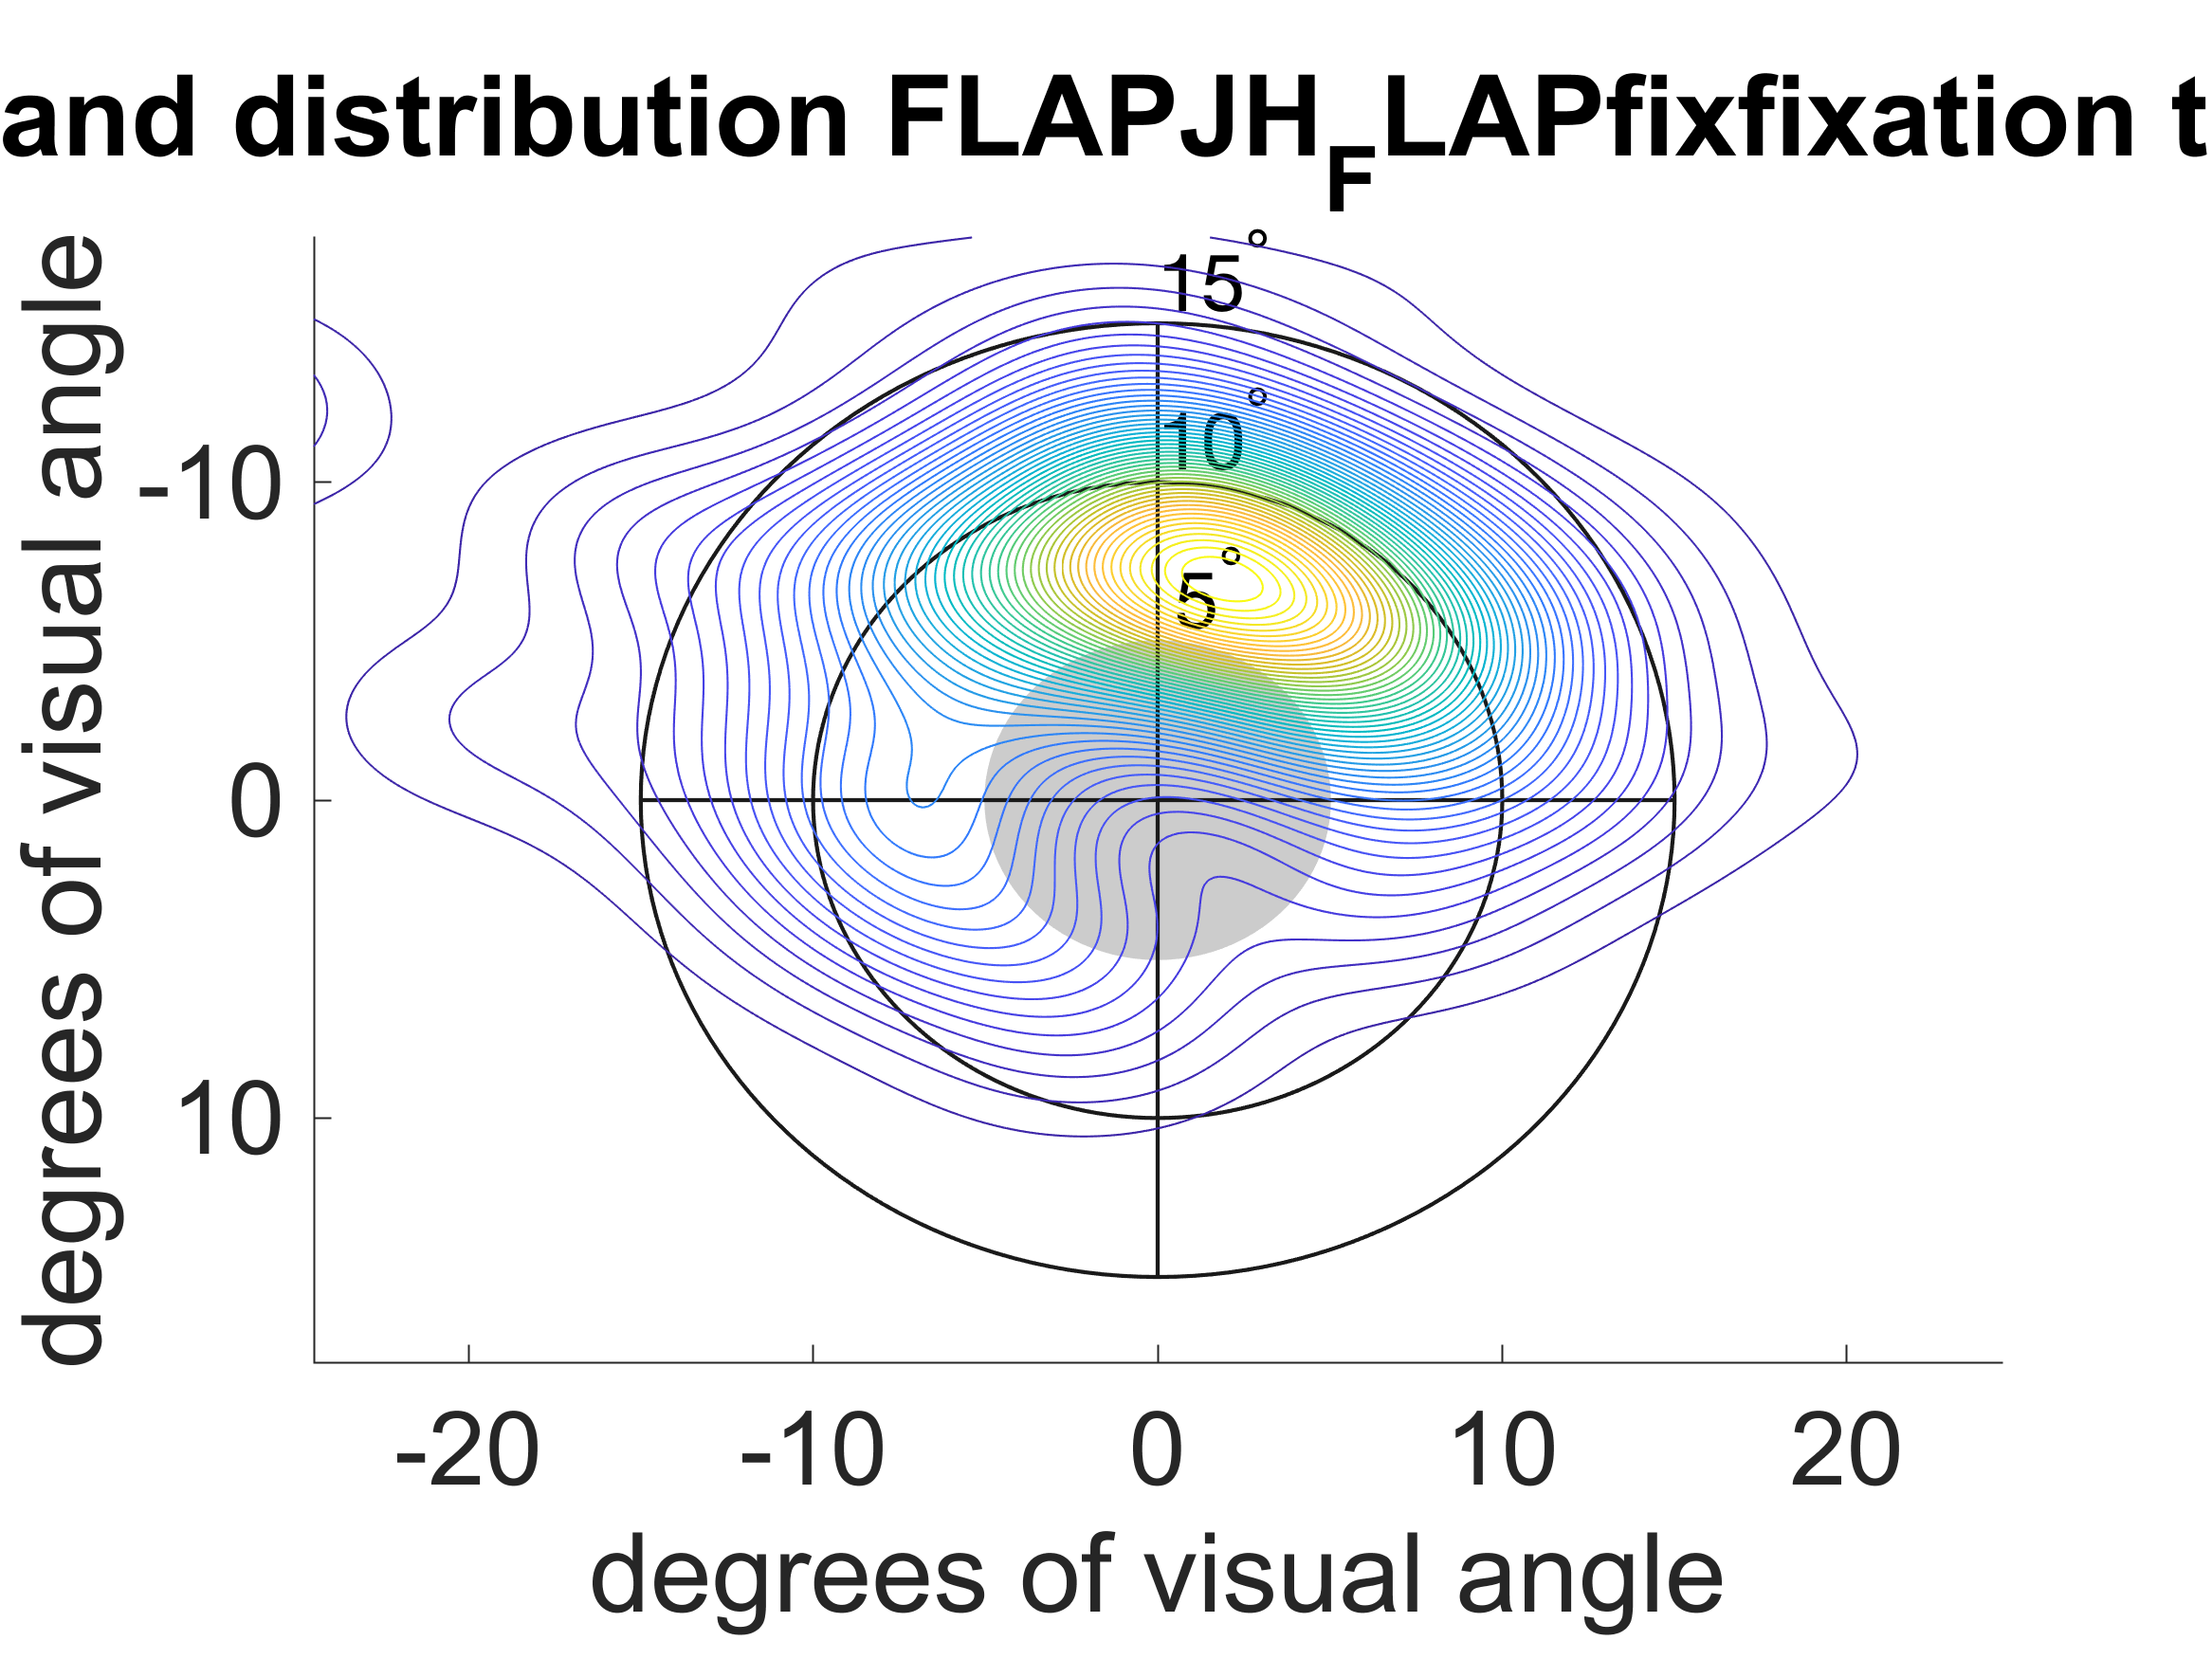 and distribution FLAPJH_FLAPfixfixation t
15°
10°
5°
-10
0
10
-20 -10 0 10 20
degrees of visual angle
degrees of visual angle